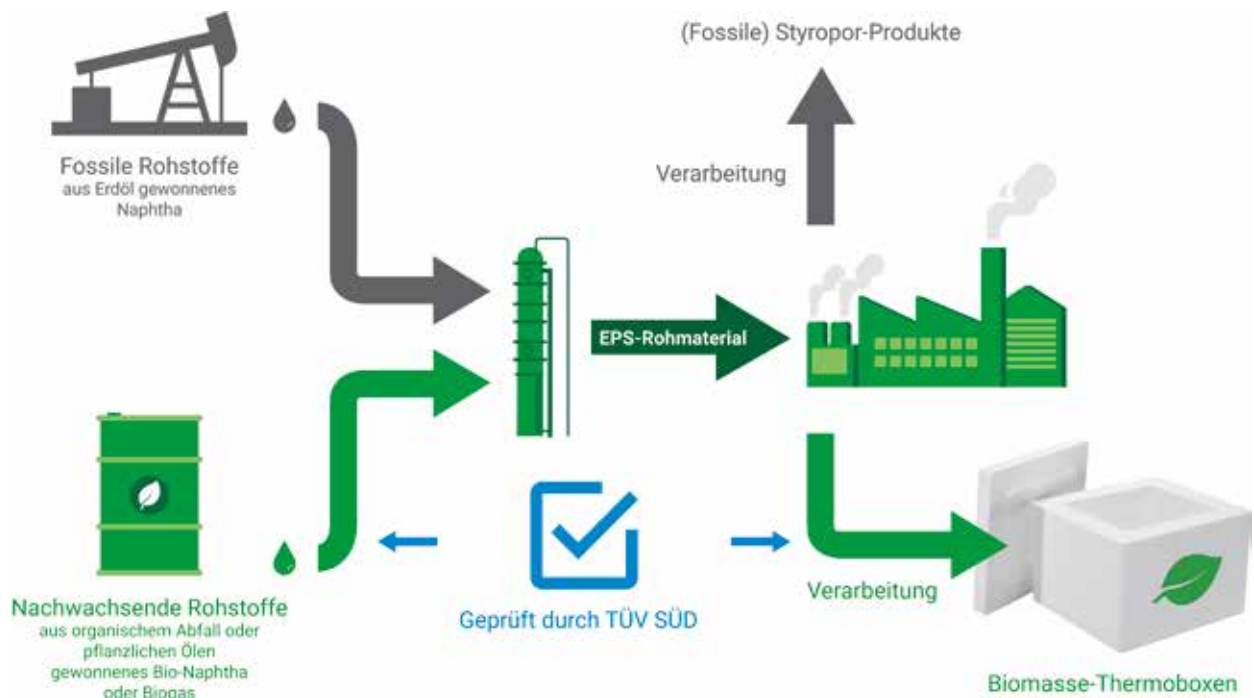 (Fossile) Styropor-Produkte
Fossile Rohstoffe
aus Erdöl gewonnenes
Naphtha
Verarbeitung
EPS-Rohmaterial
Nachwachsende Rohstoffe
aus organischem Abfall oder
pflanzlichen Ölen
gewonnenes Bio-Naphtha
oder Biogas
Geprüft durch TÜV SÜD
Verarbeitung
Biomasse-Thermoboxen